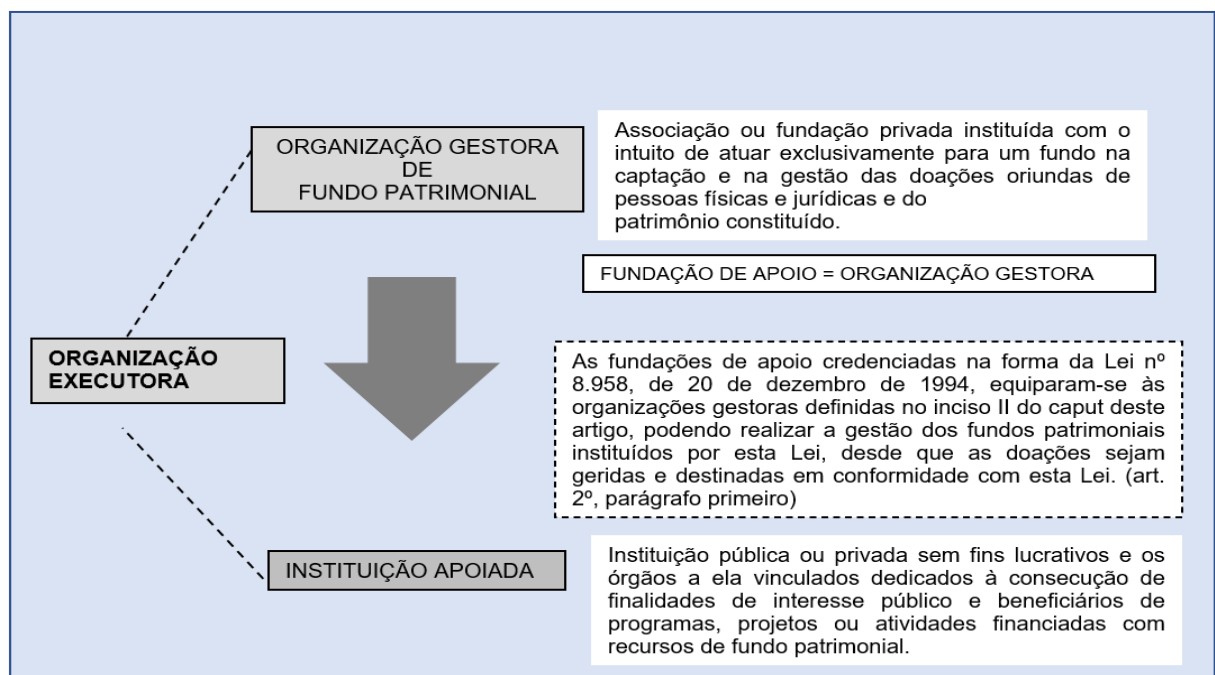 ORGANIZAÇÃO GESTORA
DE
FUNDO PATRIMONIAL
Associação ou fundação privada instituída com o
intuito de atuar exclusivamente para um fundo na
captação e na gestão das doações oriundas de
pessoas físicas e jurídicas e do
patrimônio constituído.
FUNDAÇÃO DE APOIO = ORGANIZAÇÃO GESTORA
ORGANIZAÇÃO
EXECUTORA
As fundações de apoio credenciadas na forma da Lei nº
8.958, de 20 de dezembro de 1994, equiparam-se às
organizações gestoras definidas no inciso II do caput deste
artigo, podendo realizar a gestão dos fundos patrimoniais
instituídos por esta Lei, desde que as doações sejam
geridas e destinadas em conformidade com esta Lei. (art.
2º, parágrafo primeiro)
INSTITUIÇÃO APOIADA
Instituição pública ou privada sem fins lucrativos e os
órgãos a ela vinculados dedicados à consecução de
finalidades de interesse público e beneficiários de
programas, projetos ou atividades financiadas com
recursos de fundo patrimonial.